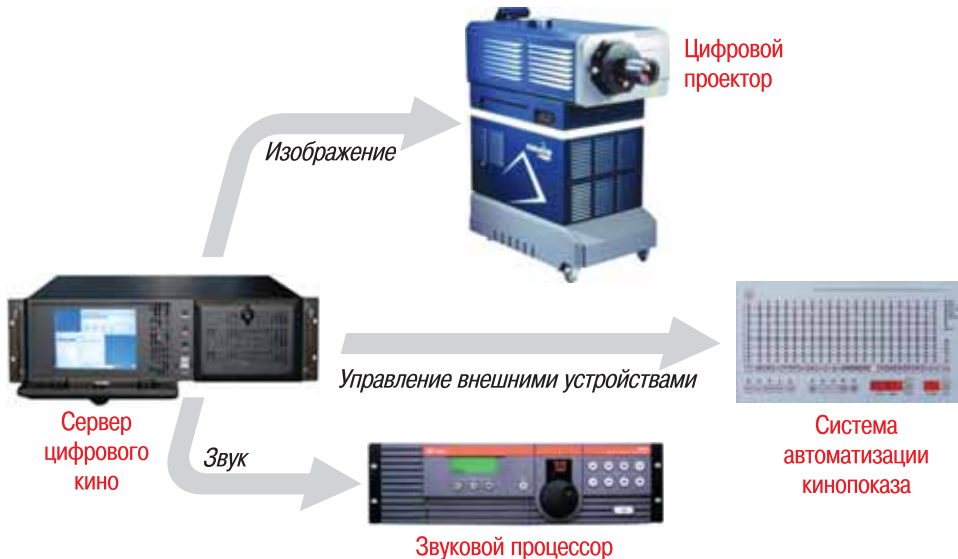 Цифровой
проектор
Изображение
Управление внешними устройствами
Сервер
цифрового
кино
Звук
Система
автоматизации
кинопоказа
Звуковой процессор